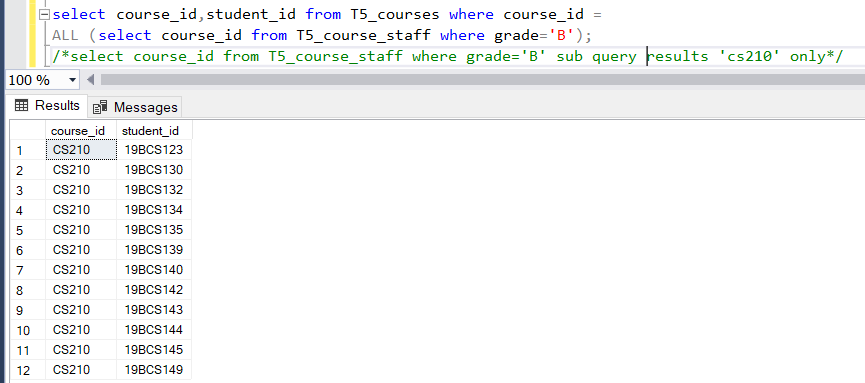 select course_id,student_id from T5_courses where course_id =
ALL (select course_id from T5_course_staff where grade='B');
/*select course_id from T5_course_staff where grade='B' sub query results 'cs210' only*/
100 %
Results Messages
course_id student_id
1 CS210 19BCS123
2 CS210 19BCS130
3 CS210 19BCS132
4 CS210 19BCS134
5 CS210 19BCS135
6 CS210 19BCS139
7 CS210 19BCS140
8 CS210 19BCS142
9 CS210 19BCS143
10 CS210 19BCS144
11 CS210 19BCS145
12 CS210 19BCS149